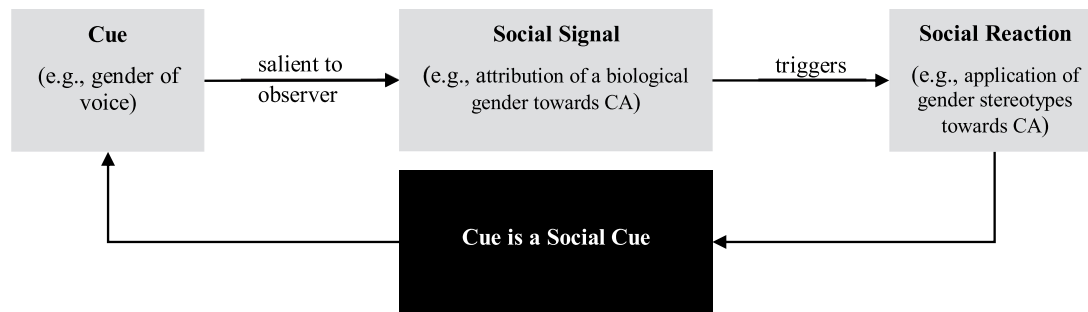 Cue
(e.g., gender of
voice)
salient to
observer
Social Signal
(e.g., attribution of a biological
gender towards CA)
triggers
Social Reaction
(e.g., application of
gender stereotypes
towards CA)
Cue is a Social Cue